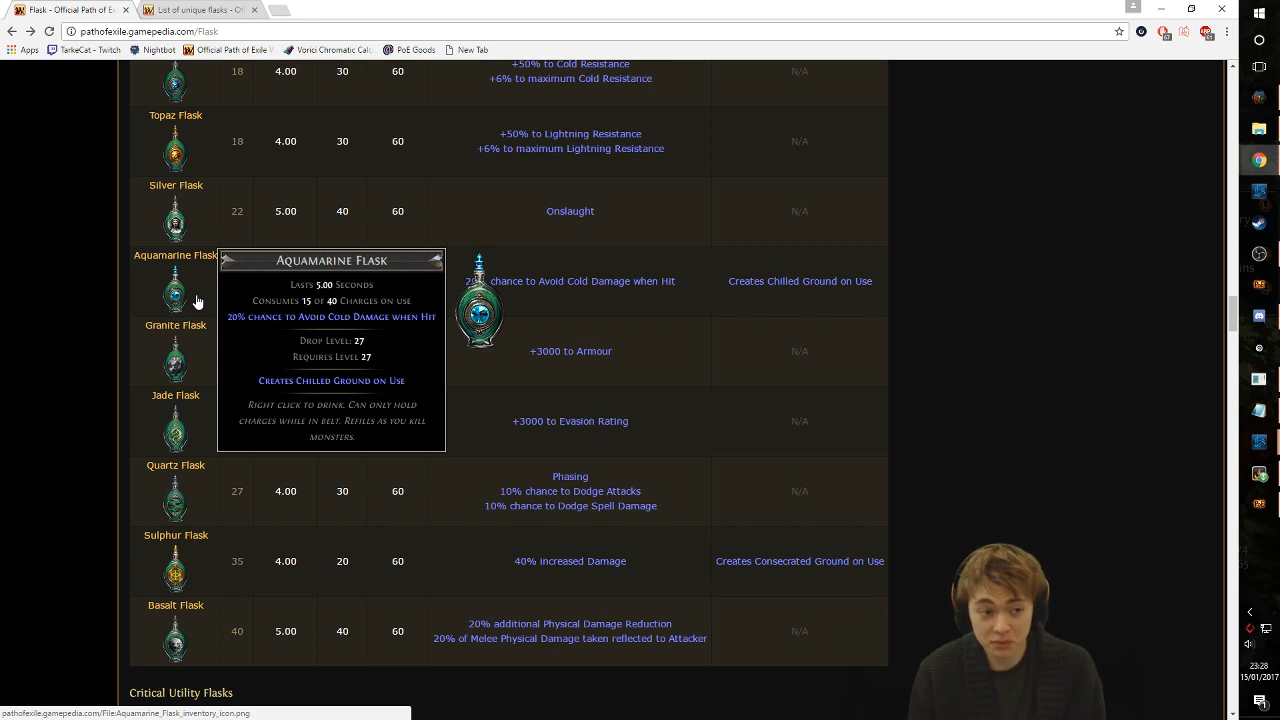 Flask - Official Path of Exil
List of unique flasks - Of
pathofexile.gamepedia.com/Flask
Apps TarkeCat - Twitch Nightbot Official Path of Exile W Vorici Chromatic Calc PoE Goods New Tab
18 4.00 30 60 +50% to Cold Resistance N/A
+6% to maximum Cold Resistance
Topaz Flask
18 4.00 30 60 +50% to Lightning Resistance N/A
+6% to maximum Lightning Resistance
Silver Flask
22 5.00 40 60 Onslaught N/A
Aquamarine Flask
chance to Avoid Cold Damage when Hit Creates Chilled Ground on Use
Aquamarine Flask
Lasts 5.00 Seconds
Consumes 15 of 40 Charges on use
20% chance to Avoid Cold Damage when Hit
Drop Level: 27
Requires Level 27
Creates Chilled Ground on Use
Right click to drink. Can only hold
charges while in belt. Refills as you kill
monsters.
Granite Flask
+3000 to Armour N/A
Jade Flask
+3000 to Evasion Rating N/A
Quartz Flask
27 4.00 30 60 Phasing N/A
10% chance to Dodge Attacks
10% chance to Dodge Spell Damage
Sulphur Flask
35 4.00 20 60 40% increased Damage Creates Consecrated Ground on Use
Basalt Flask
40 5.00 40 60 20% additional Physical Damage Reduction N/A
20% of Melee Physical Damage taken reflected to Attacker
Critical Utility Flasks
pathofexile.gamepedia.com/File:Aquamarine_Flask_inventory_icon.png
23:28
15/01/2017